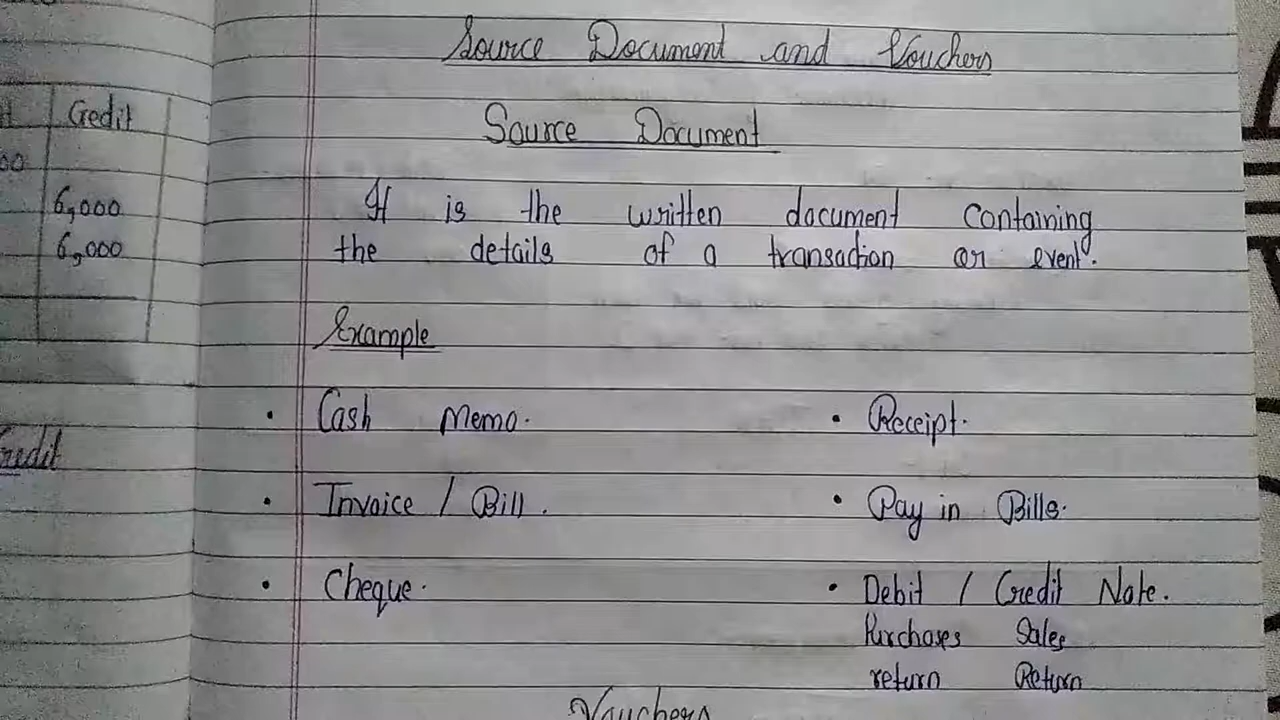 Source Document and Vouchers
Source Document
It is the written document containing
the details of a transaction or event.
Example
• Cash Memo.
• Receipt.
• Invoice / Bill.
• Pay in Bills.
• Cheque.
• Debit / Credit Note.
Purchases Sales
return Return
Vouchers
Credit
00
6,000
6,000
Credit